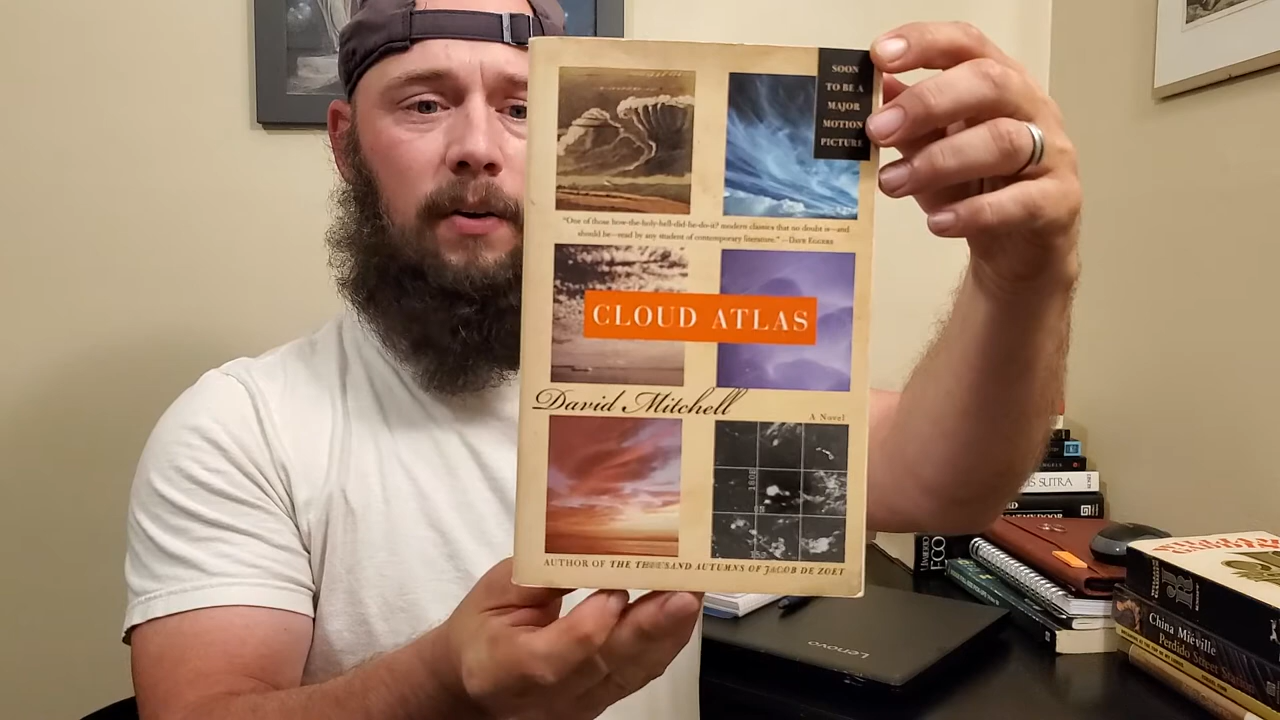 SOON
TO BE A
MAJOR
MOTION
PICTURE
"One of those how-the-holy-hell-did-he-do-it? modern classics that no doubt is—and
should be—read by any student of contemporary literature." —Dave Eggers
CLOUD ATLAS
David Mitchell
A Novel
AUTHOR OF THE THOUSAND AUTUMNS OF JACOB DE ZOET
SUTRA
ECO
lenovo
China Miéville
Perdido Street Station